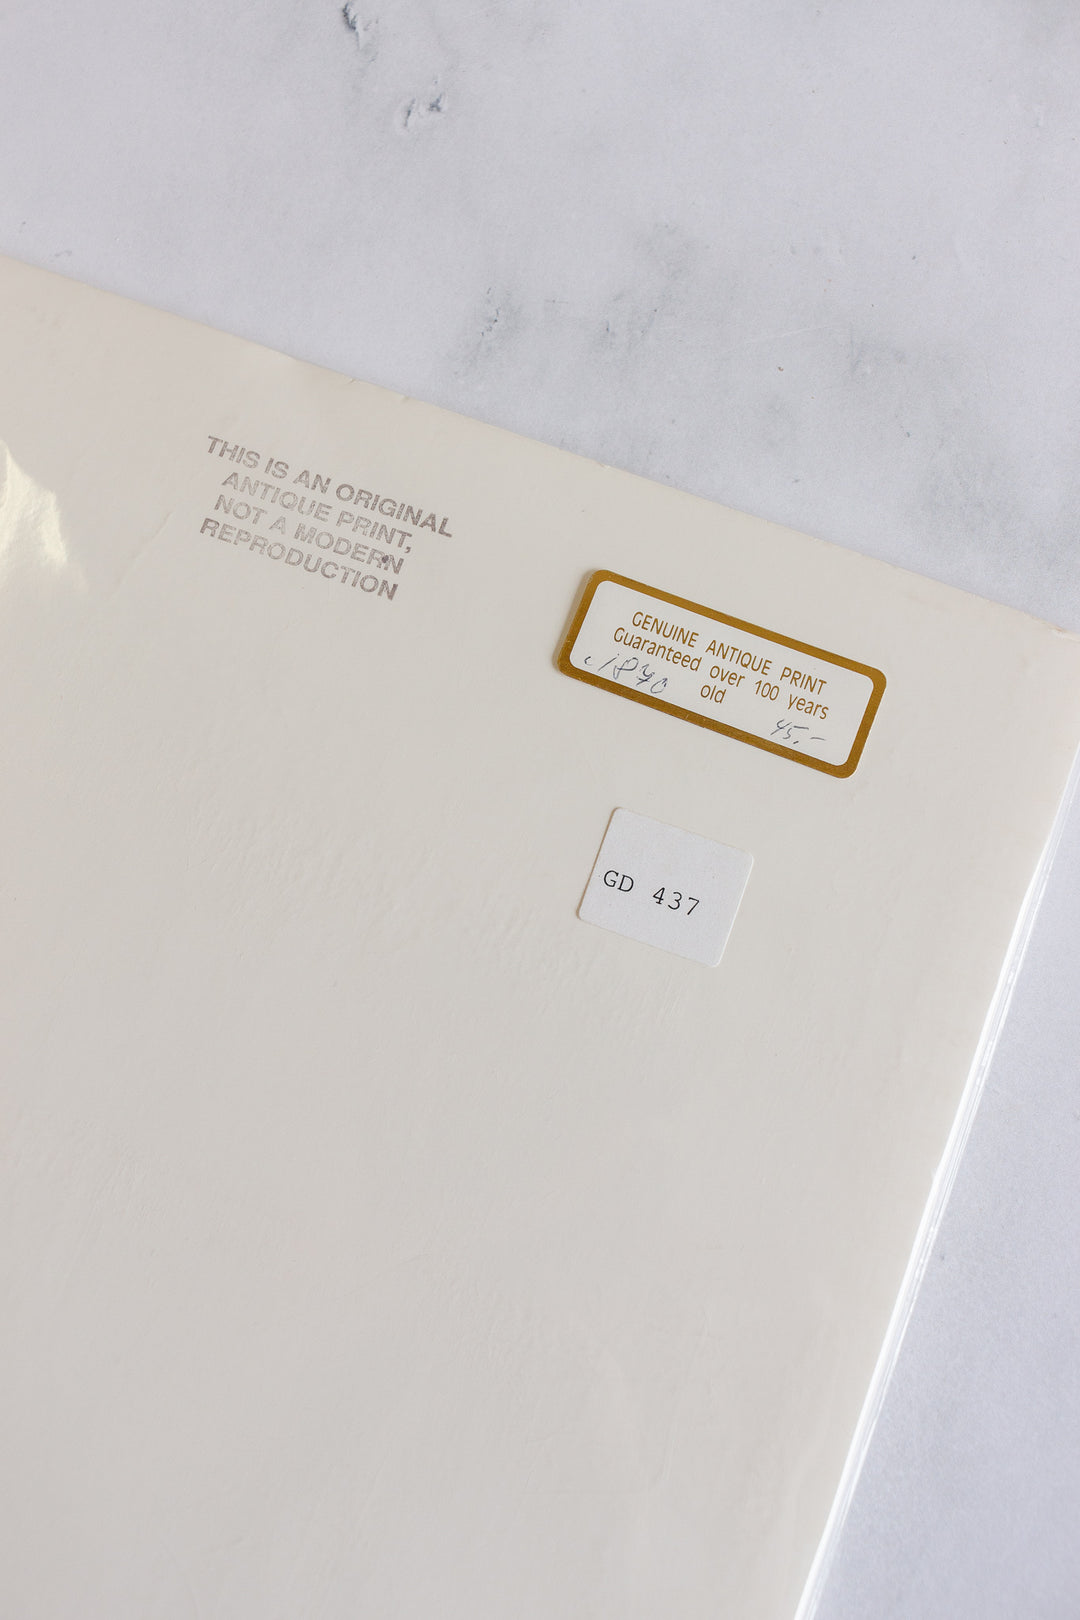 THIS IS AN ORIGINAL
ANTIQUE PRINT,
NOT A MODERN
REPRODUCTION
GENUINE ANTIQUE PRINT
Guaranteed over 100 years
old
c. 1870
45,-
GD 437